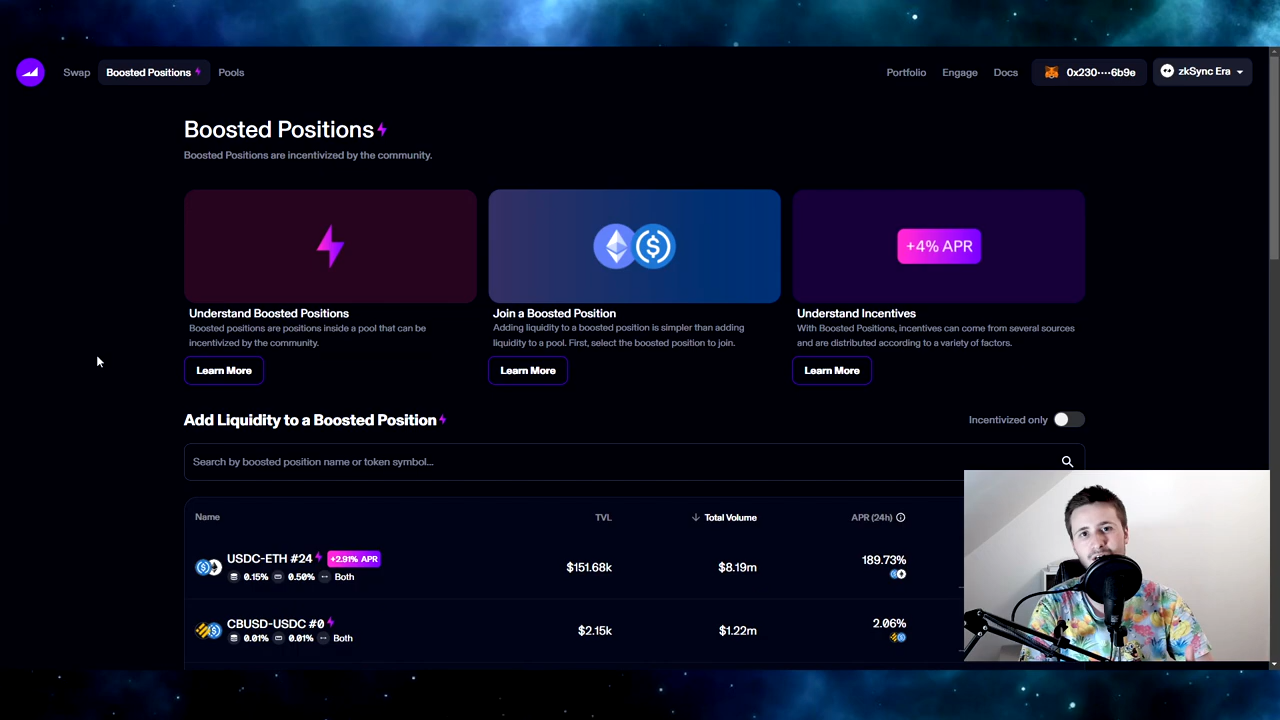 Swap Boosted Positions Pools Portfolio Engage Docs 0x230····6b9e zkSync Era
Boosted Positions
Boosted Positions are incentivized by the community.
+4% APR
Understand Boosted Positions
Boosted positions are positions inside a pool that can be
incentivized by the community.
Learn More
Join a Boosted Position
Adding liquidity to a boosted position is simpler than adding
liquidity to a pool. First, select the boosted position to join.
Learn More
Understand Incentives
With Boosted Positions, incentives can come from several sources
and are distributed according to a variety of factors.
Learn More
Add Liquidity to a Boosted Position Incentivized only
Search by boosted position name or token symbol...
Name TVL Total Volume APR (24h)
USDC-ETH #24 +2.91% APR
0.15% 0.50% Both
$151.68k $8.19m 189.73%
CBUSD-USDC #0
0.01% 0.01% Both
$2.15k $1.22m 2.06%